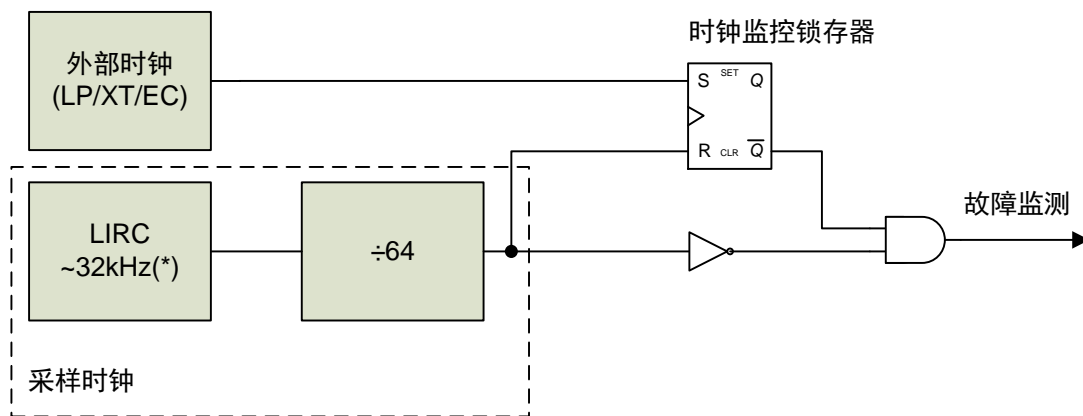 外部时钟
(LP/XT/EC)
时钟监控锁存器
S SET Q
R CLR Q̅
LIRC
~32kHz(*)
÷64
采样时钟
故障监测